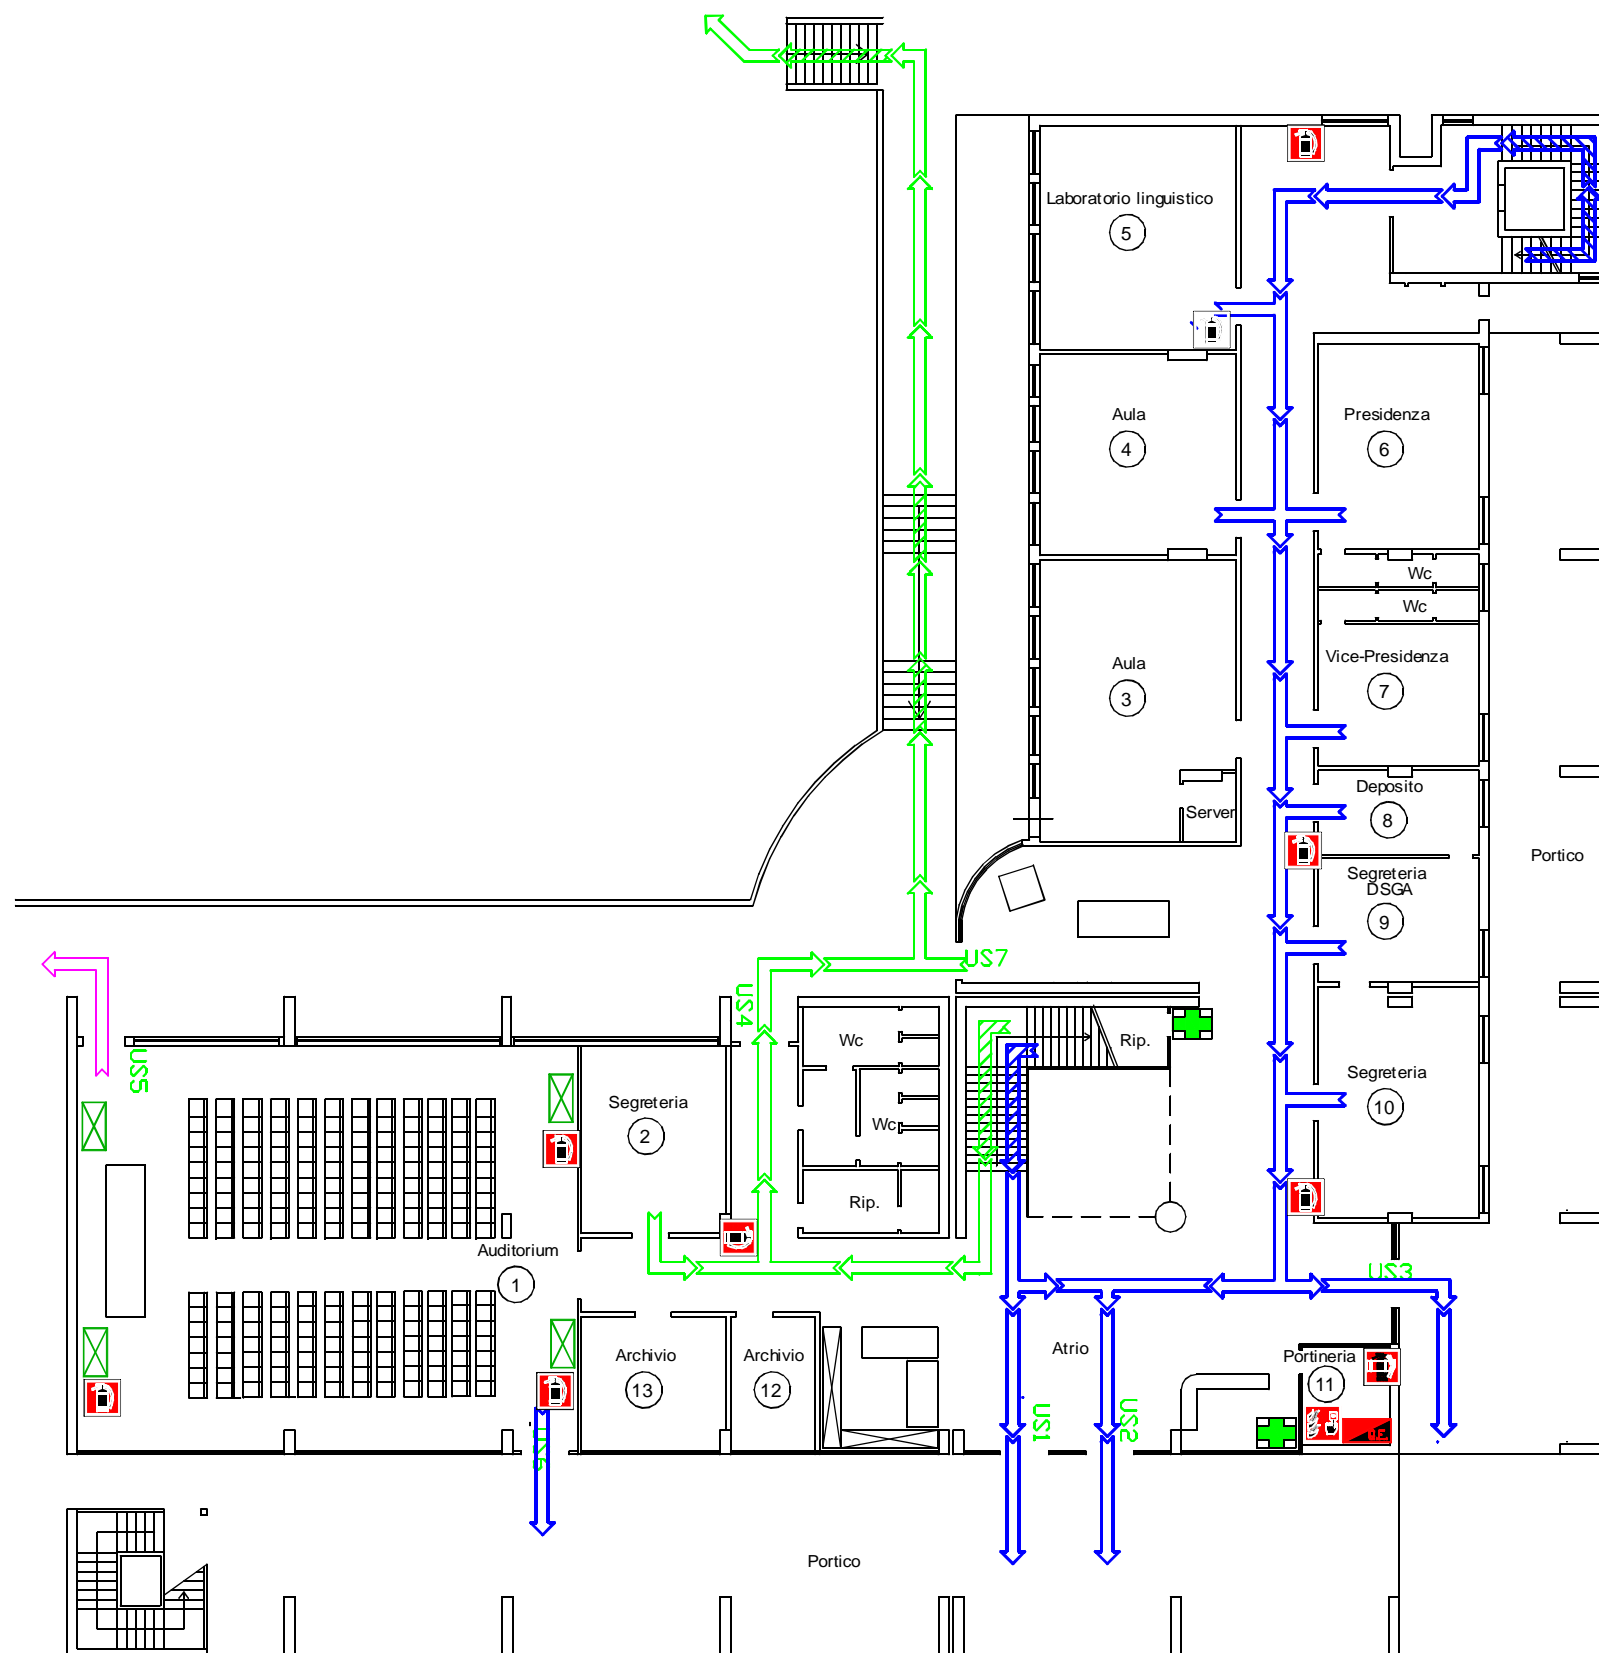 Laboratorio linguistico
5
Aula
4
Presidenza
6
Wc
Wc
Vice-Presidenza
7
Aula
3
Deposito
8
Server
Portico
Segreteria
DSGA
9
US7
US4
Wc
Rip.
US5
Segreteria
10
Segreteria
2
Wc
Rip.
Auditorium
1
US3
Atrio
Portineria
11
Archivio
13
Archivio
12
US1
US2
D.E.
US6
Portico